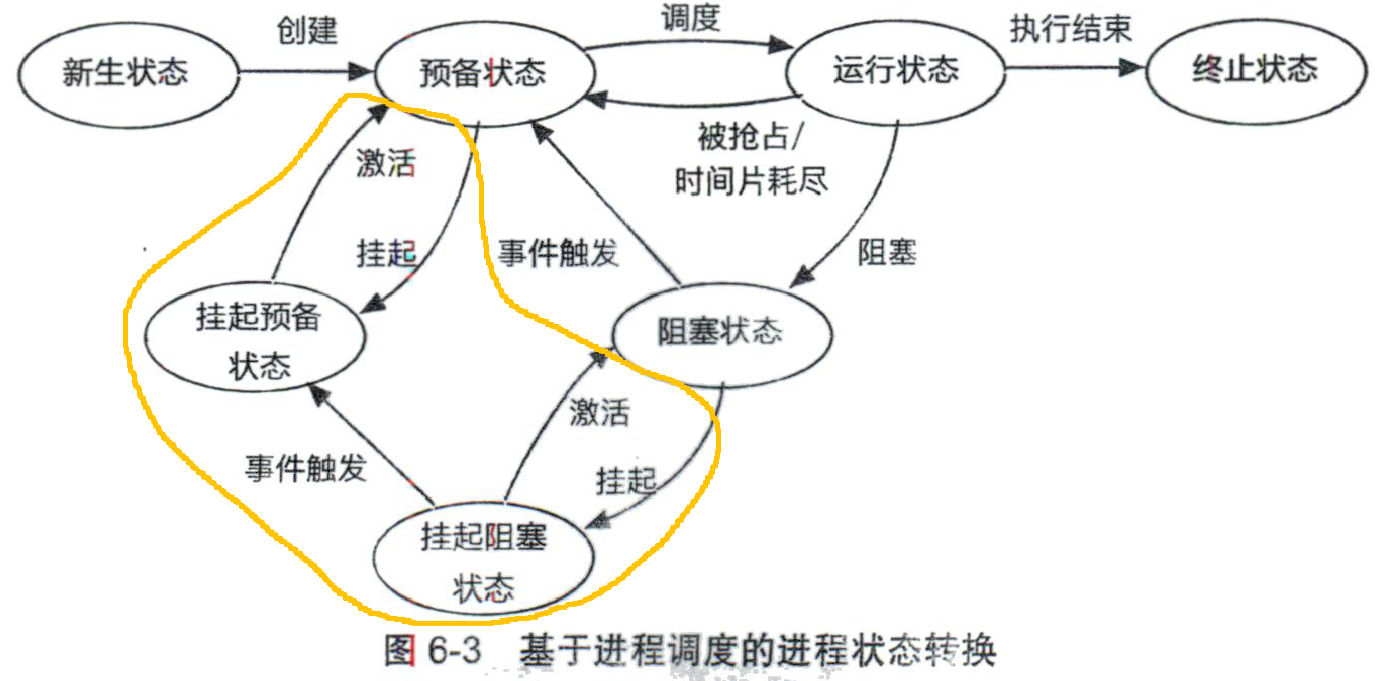 创建
调度
执行结束
新生状态
预备状态
运行状态
终止状态
被抢占/
时间片耗尽
激活
挂起
事件触发
阻塞
挂起预备
状态
阻塞状态
激活
挂起
事件触发
挂起阻塞
状态
图 6-3 基于进程调度的进程状态转换